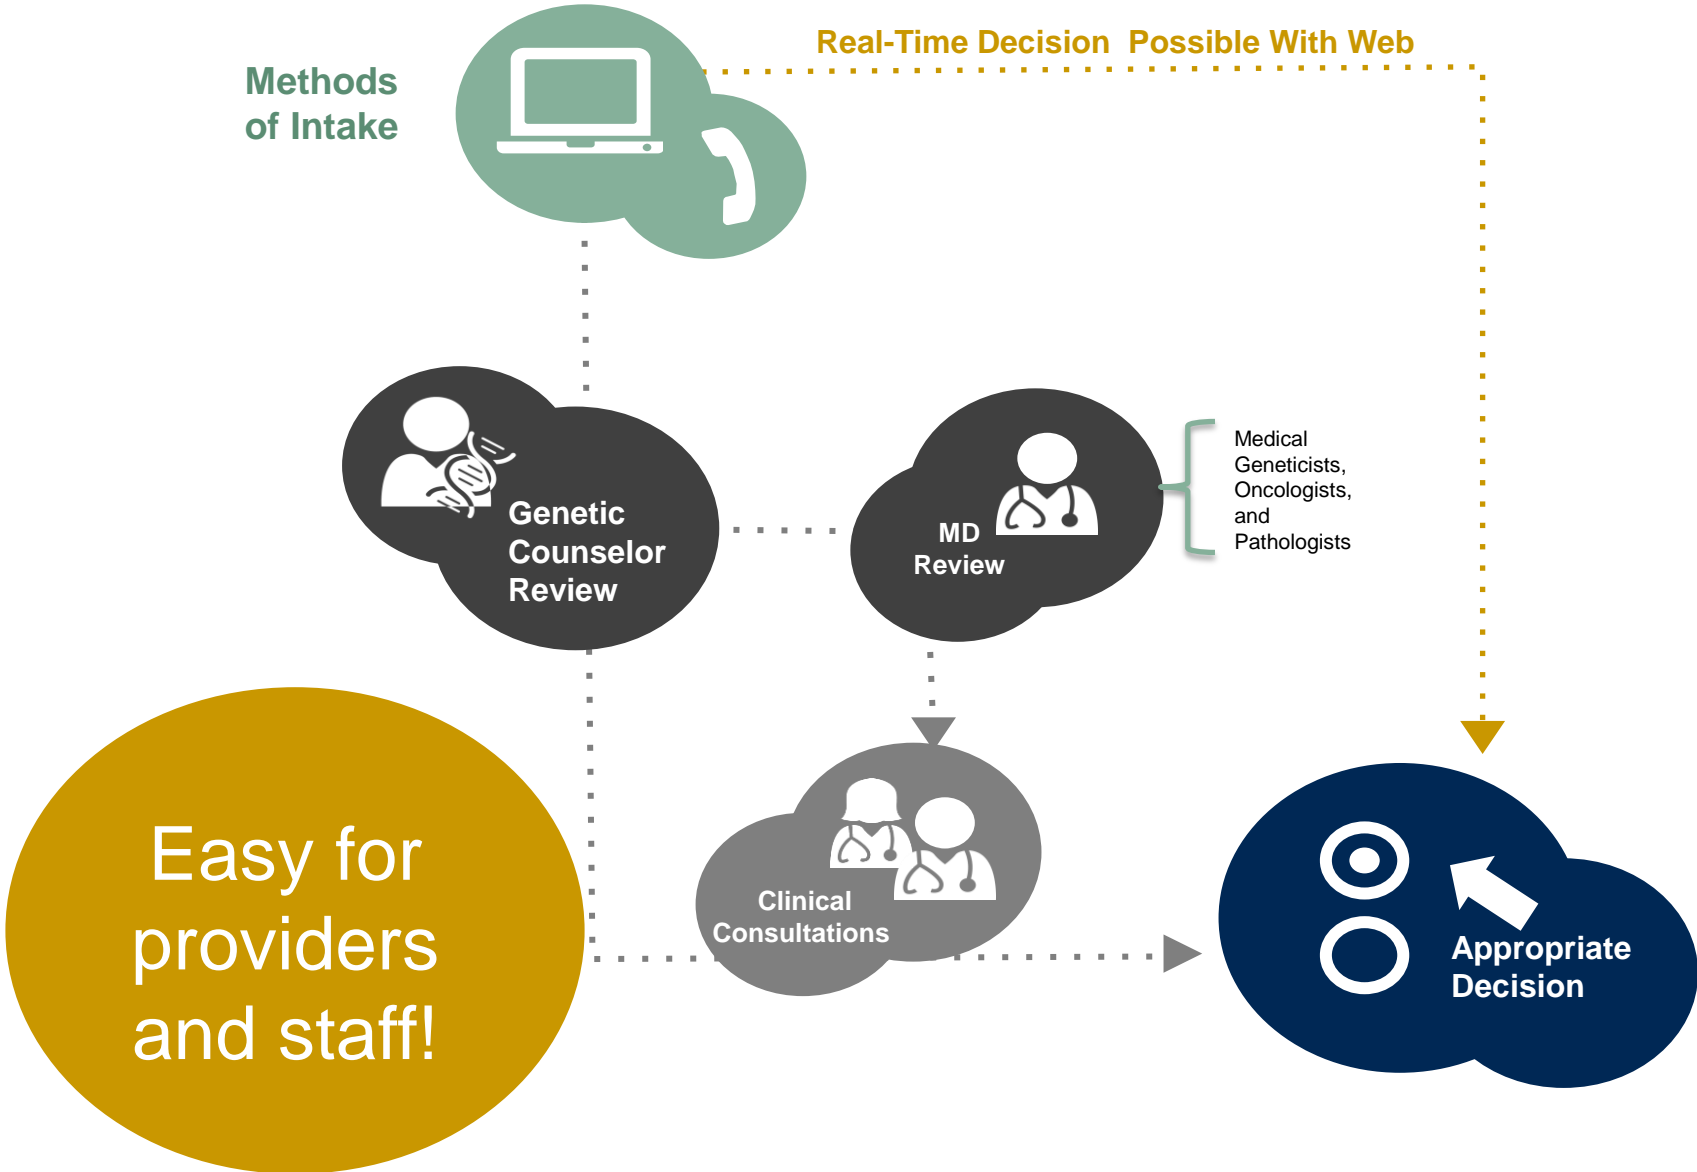 Real-Time Decision  Possible With Web
Methods
of Intake
Genetic
Counselor
Review
MD
Review
Medical
Geneticists,
Oncologists,
and
Pathologists
Easy for
providers
and staff!
Clinical
Consultations
Appropriate
Decision